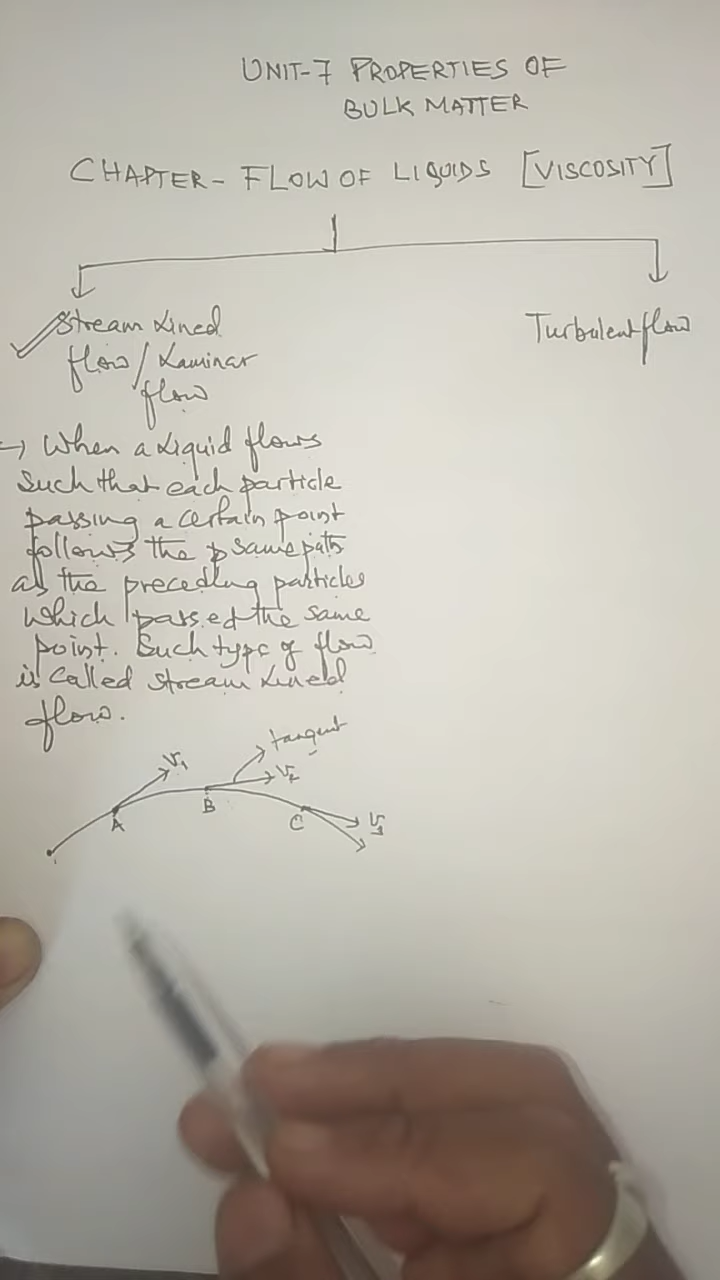 UNIT-7 PROPERTIES OF
BULK MATTER
CHAPTER- FLOW OF LIQUIDS [VISCOSITY]
Stream Lined
flow/Laminar
flow
Turbulent flow
→ When a Liquid flows
such that each particle
passing a certain point
follows the same path
as the preceding particles
which passed the same
point. Such type of flow
is called stream Lined
flow.
tangent
V1
V2
A
B
C
V3